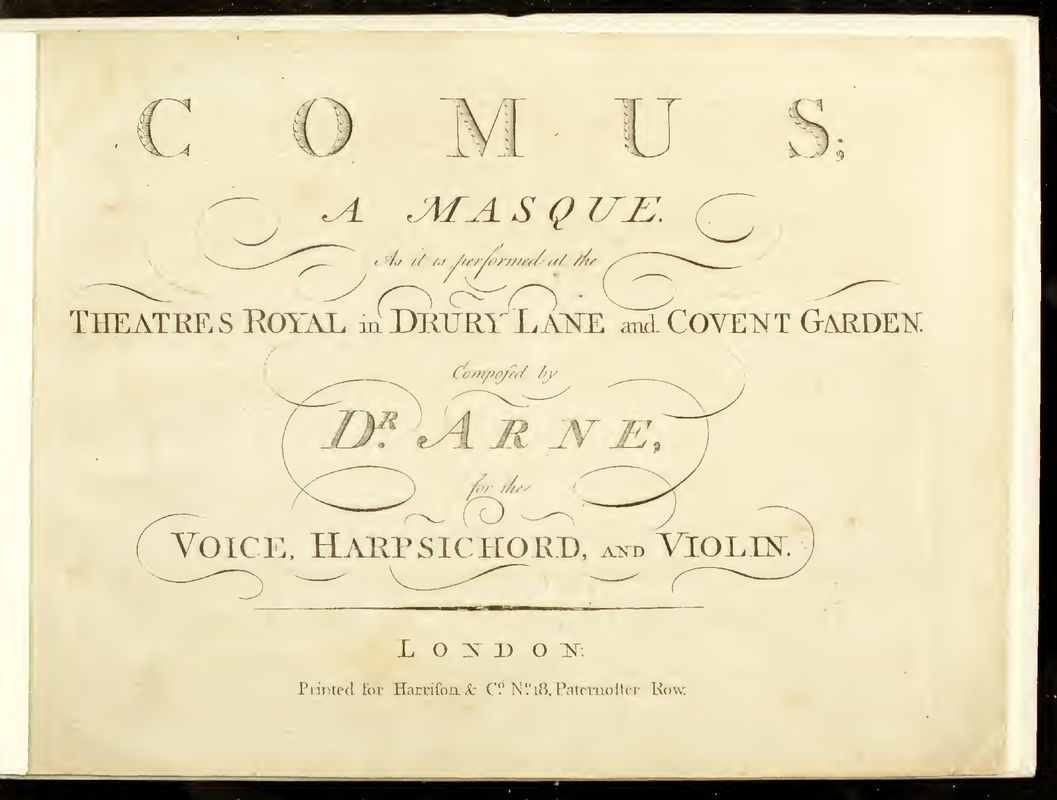 COMUS;
A MASQUE.
As it is performed at the
THEATRES ROYAL in DRURY LANE and COVENT GARDEN.
Compoſed by
DR. ARNE,
for the
VOICE, HARPSICHORD, AND VIOLIN.
LONDON:
Printed for Harriſon & Co. No. 18, Paternoſter Row.